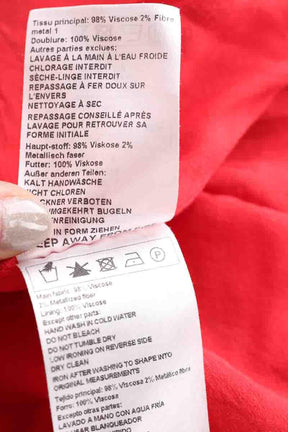 Tissu principal: 98% Viscose 2% Fibre
metal 1
Doublure: 100% Viscose
Autre parties exclues:
LAVAGE À LA MAIN À L'EAU FROIDE
CHLORAGE INTERDIT
SÈCHE-LINGE INTERDIT
REPASSAGE À FER DOUX SUR
L'ENVERS
NETTOYAGE À SEC
REPASSAGE CONSEILLÉ APRÈS
LAVAGE POUR RETROUVER SA
FORME INITIALE
Haupt-stoff: 98% Viskose 2%
Metallisch faser
Futter: 100% Viskose
Außer anderen Teilen:
KALT HANDWÄSCHE
NICHT CHLOREN
OCKNER VERBOTEN
UMGEKEHRT BUGELN
ENREINIGUNG
IN FORM ZIEHEN
KEEP AWAY FROM
P
Main fabric: 98% Viscose
2% Metallized fiber
Lining: 100% Viscose
Except other parts:
HAND WASH IN COLD WATER
DO NOT BLEACH
DO NOT TUMBLE DRY
LOW IRONING ON REVERSE SIDE
DRY CLEAN
IRON AFTER WASHING TO SHAPE INTO
ORIGINAL MEASUREMENTS
Tejido principal: 98% Viscosa 2% Metálico fibre
Forro: 100% Viscosa
Excepto otras partes:
LAVADO A MANO CON AGUA FRÍA